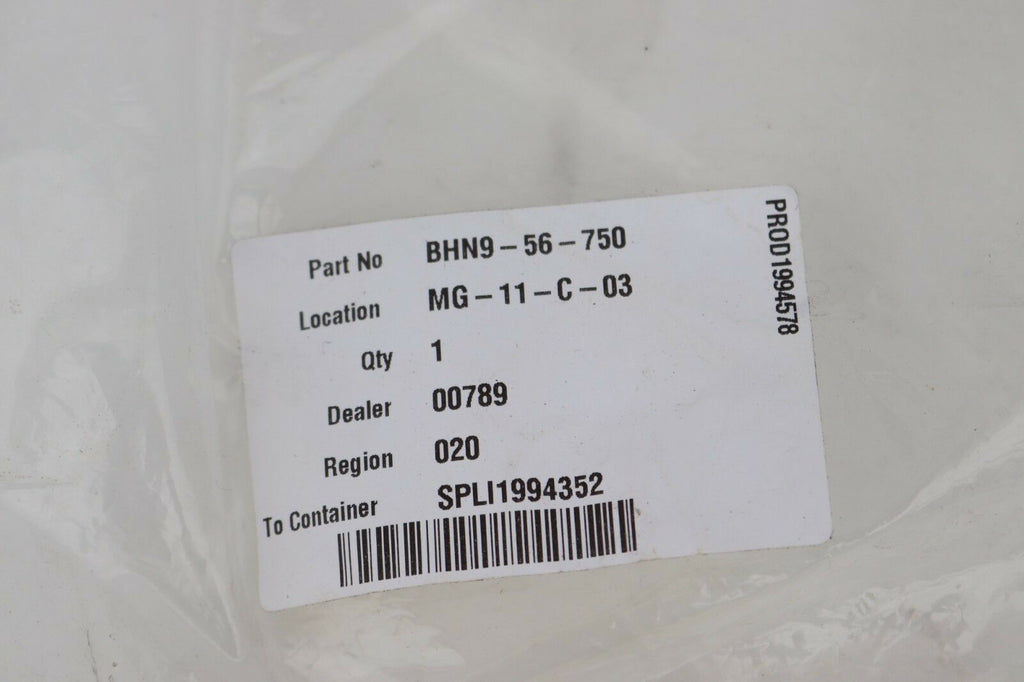 Part No BHN9-56-750
Location MG-11-C-03
Qty 1
Dealer 00789
Region 020
To Container SPLI1994352
PROD1994578